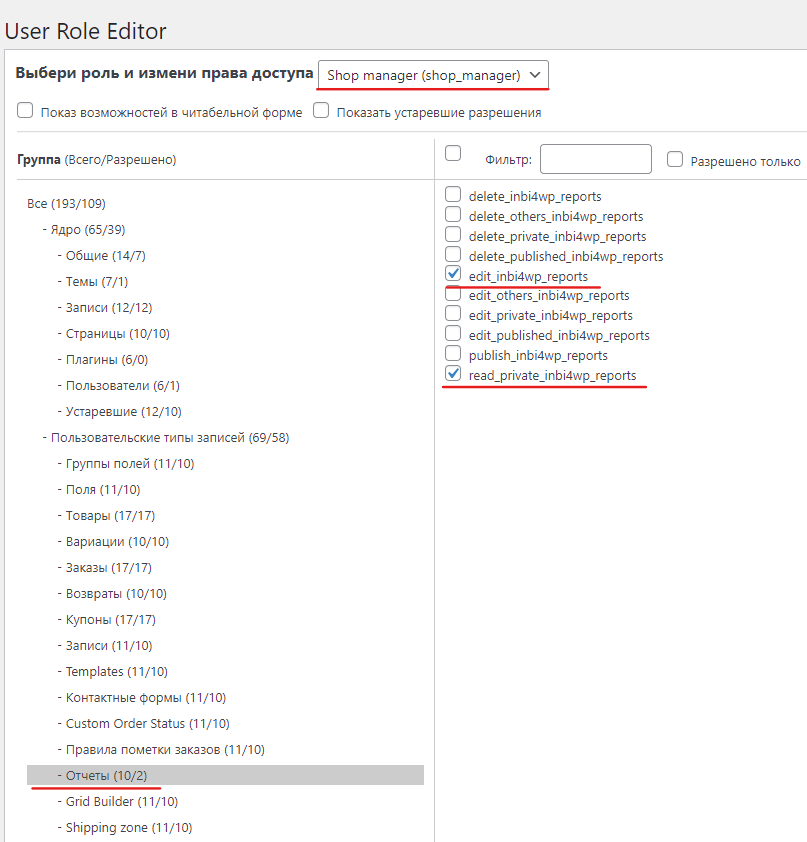 User Role Editor
Выбери роль и измени права доступа Shop manager (shop_manager)
Показ возможностей в читабельной форме Показать устаревшие разрешения
Группа (Всего/Разрешено)
Фильтр: Разрешено только
Все (193/109)
- Ядро (65/39)
- Общие (14/7)
- Темы (7/1)
- Записи (12/12)
- Страницы (10/10)
- Плагины (6/0)
- Пользователи (6/1)
- Устаревшие (12/10)
- Пользовательские типы записей (69/58)
- Группы полей (11/10)
- Поля (11/10)
- Товары (17/17)
- Вариации (10/10)
- Заказы (17/17)
- Возвраты (10/10)
- Купоны (17/17)
- Записи (11/10)
- Templates (11/10)
- Контактные формы (11/10)
- Custom Order Status (11/10)
- Правила пометки заказов (11/10)
- Отчеты (10/2)
- Grid Builder (11/10)
- Shipping zone (11/10)
delete_inbi4wp_reports
delete_others_inbi4wp_reports
delete_private_inbi4wp_reports
delete_published_inbi4wp_reports
edit_inbi4wp_reports
edit_others_inbi4wp_reports
edit_private_inbi4wp_reports
edit_published_inbi4wp_reports
publish_inbi4wp_reports
read_private_inbi4wp_reports